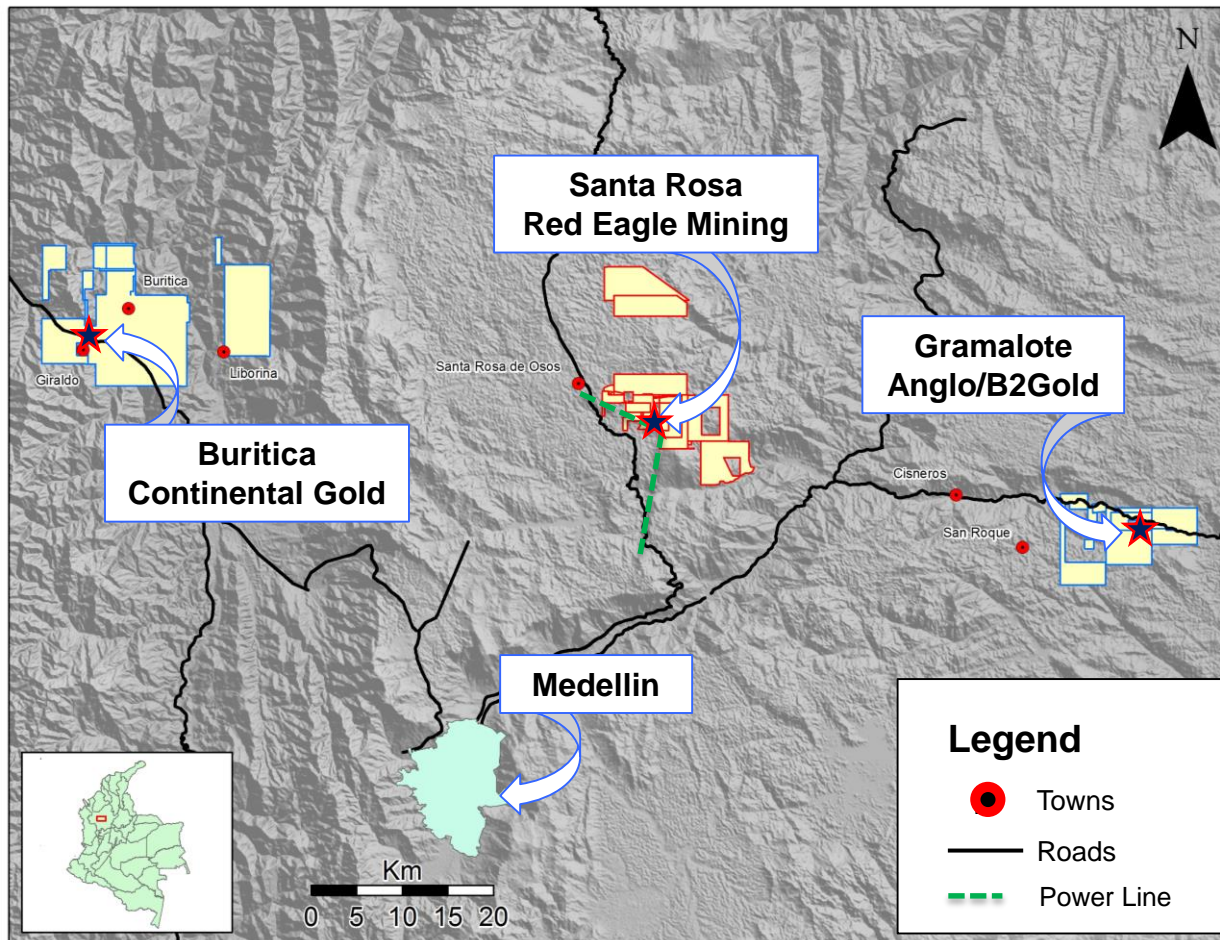 N
Santa Rosa
Red Eagle Mining
Buritica
Santa Rosa de Osos
Gramalote
Anglo/B2Gold
Giraldo
Liborina
Buritica
Continental Gold
Cisneros
San Roque
Medellin
Legend
Towns
Roads
Power Line
Km
0 5 10 15 20